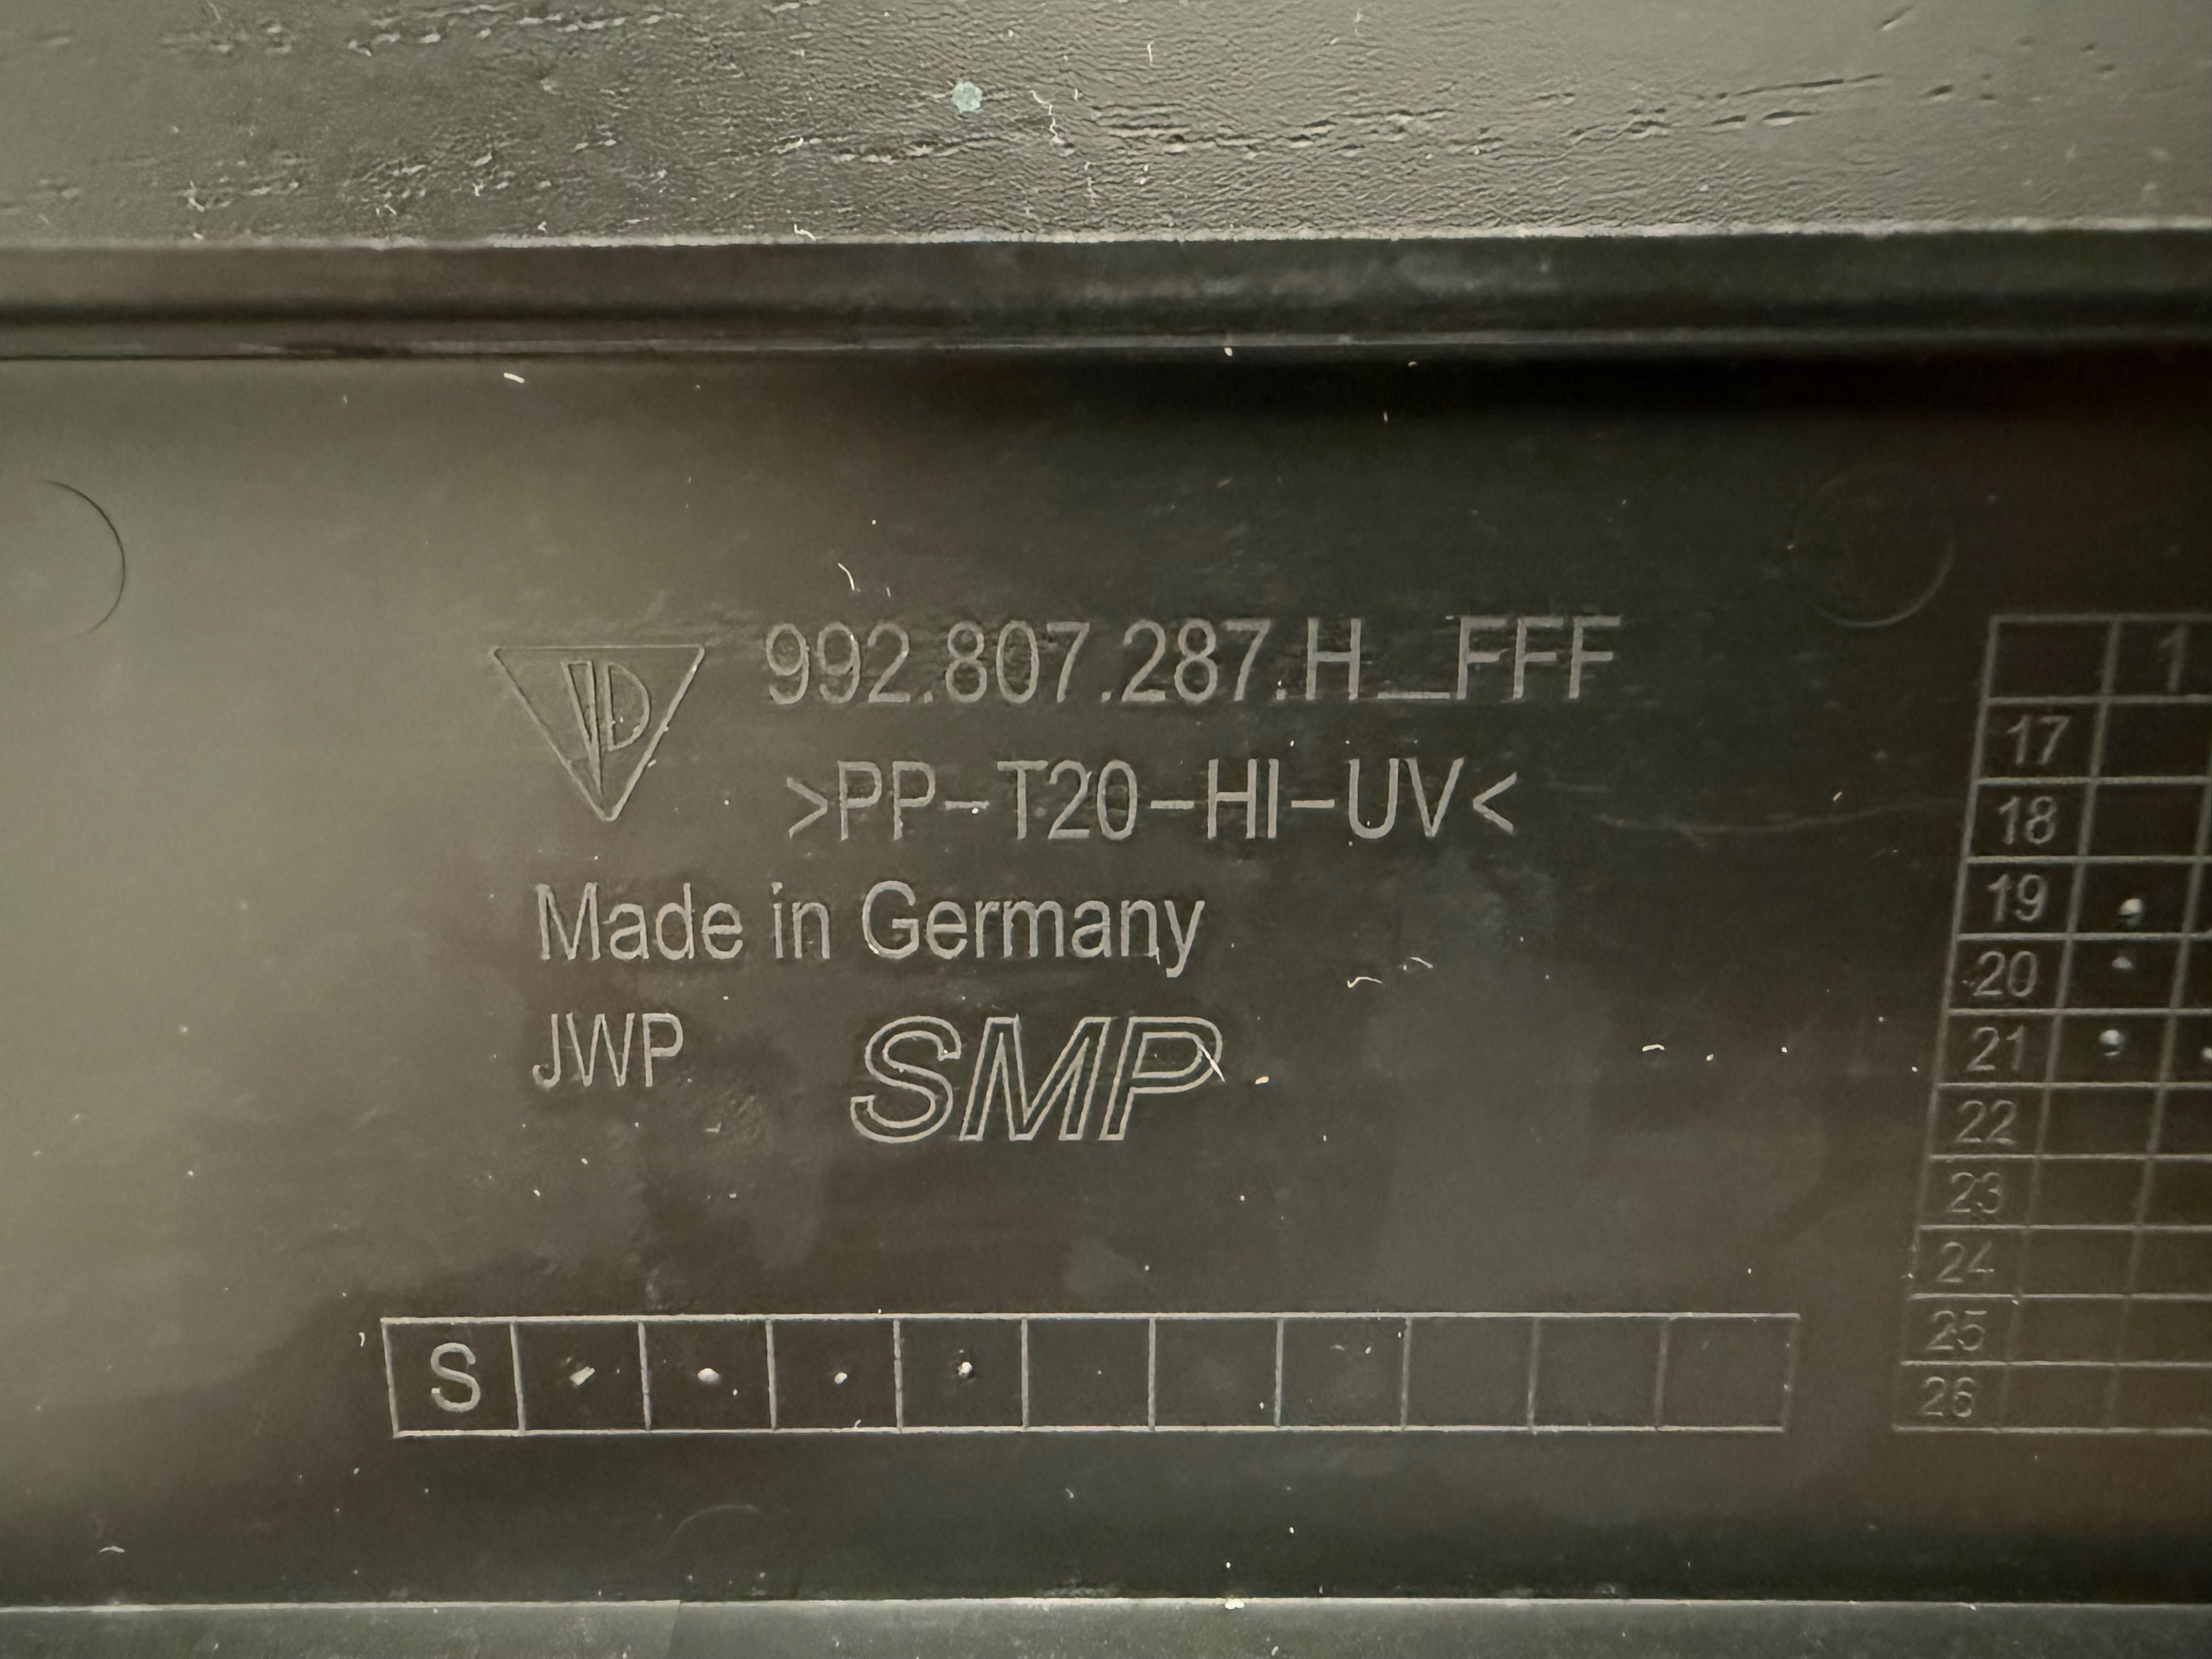 992.807.287.H_FFF
>PP-T20-HI-UV<
Made in Germany
JWP SMP
S
1
17
18
19
20
21
22
23
24
25
26